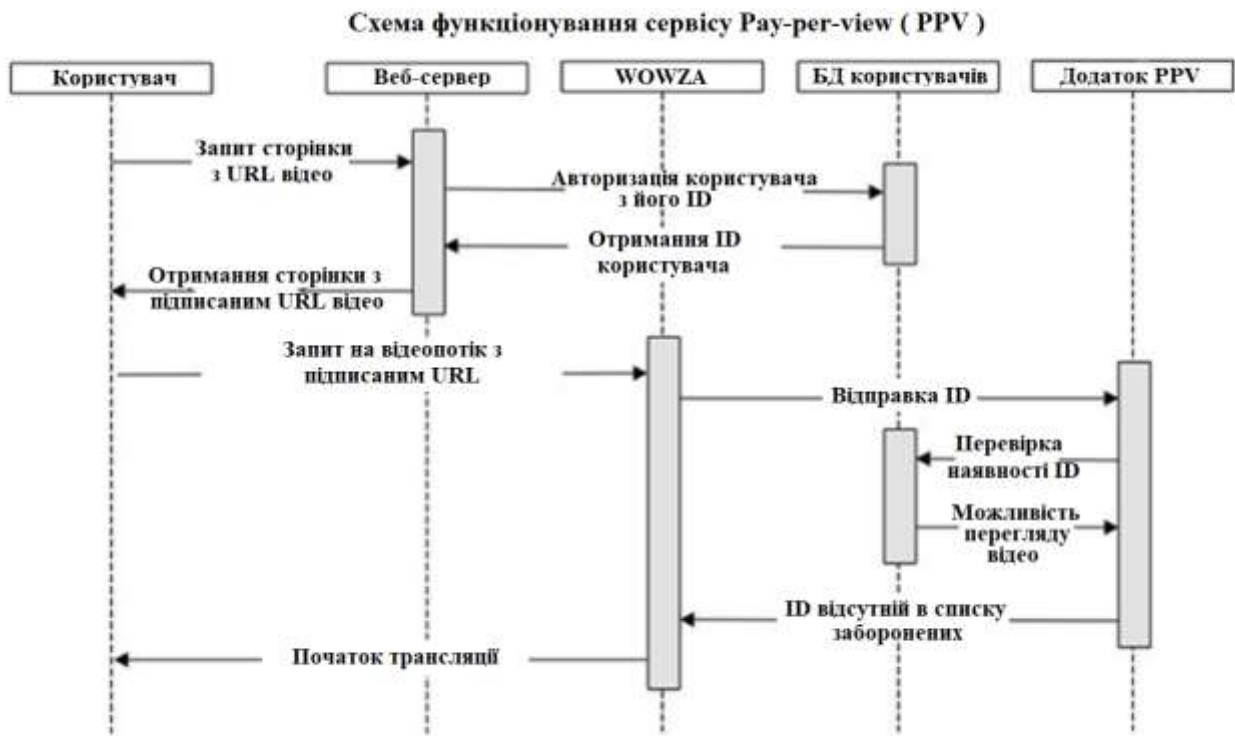 Схема функціонування сервісу Pay-per-view ( PPV )
Користувач
Веб-сервер
WOWZA
БД користувачів
Додаток PPV
Запит сторінки
з URL відео
Авторизація користувача
з його ID
Отримання ID
користувача
Отримання сторінки з
підписаним URL відео
Запит на відеопотік з
підписаним URL
Відправка ID
Перевірка
наявності ID
Можливість
перегляду
відео
ID відсутній в списку
заборонених
Початок трансляції